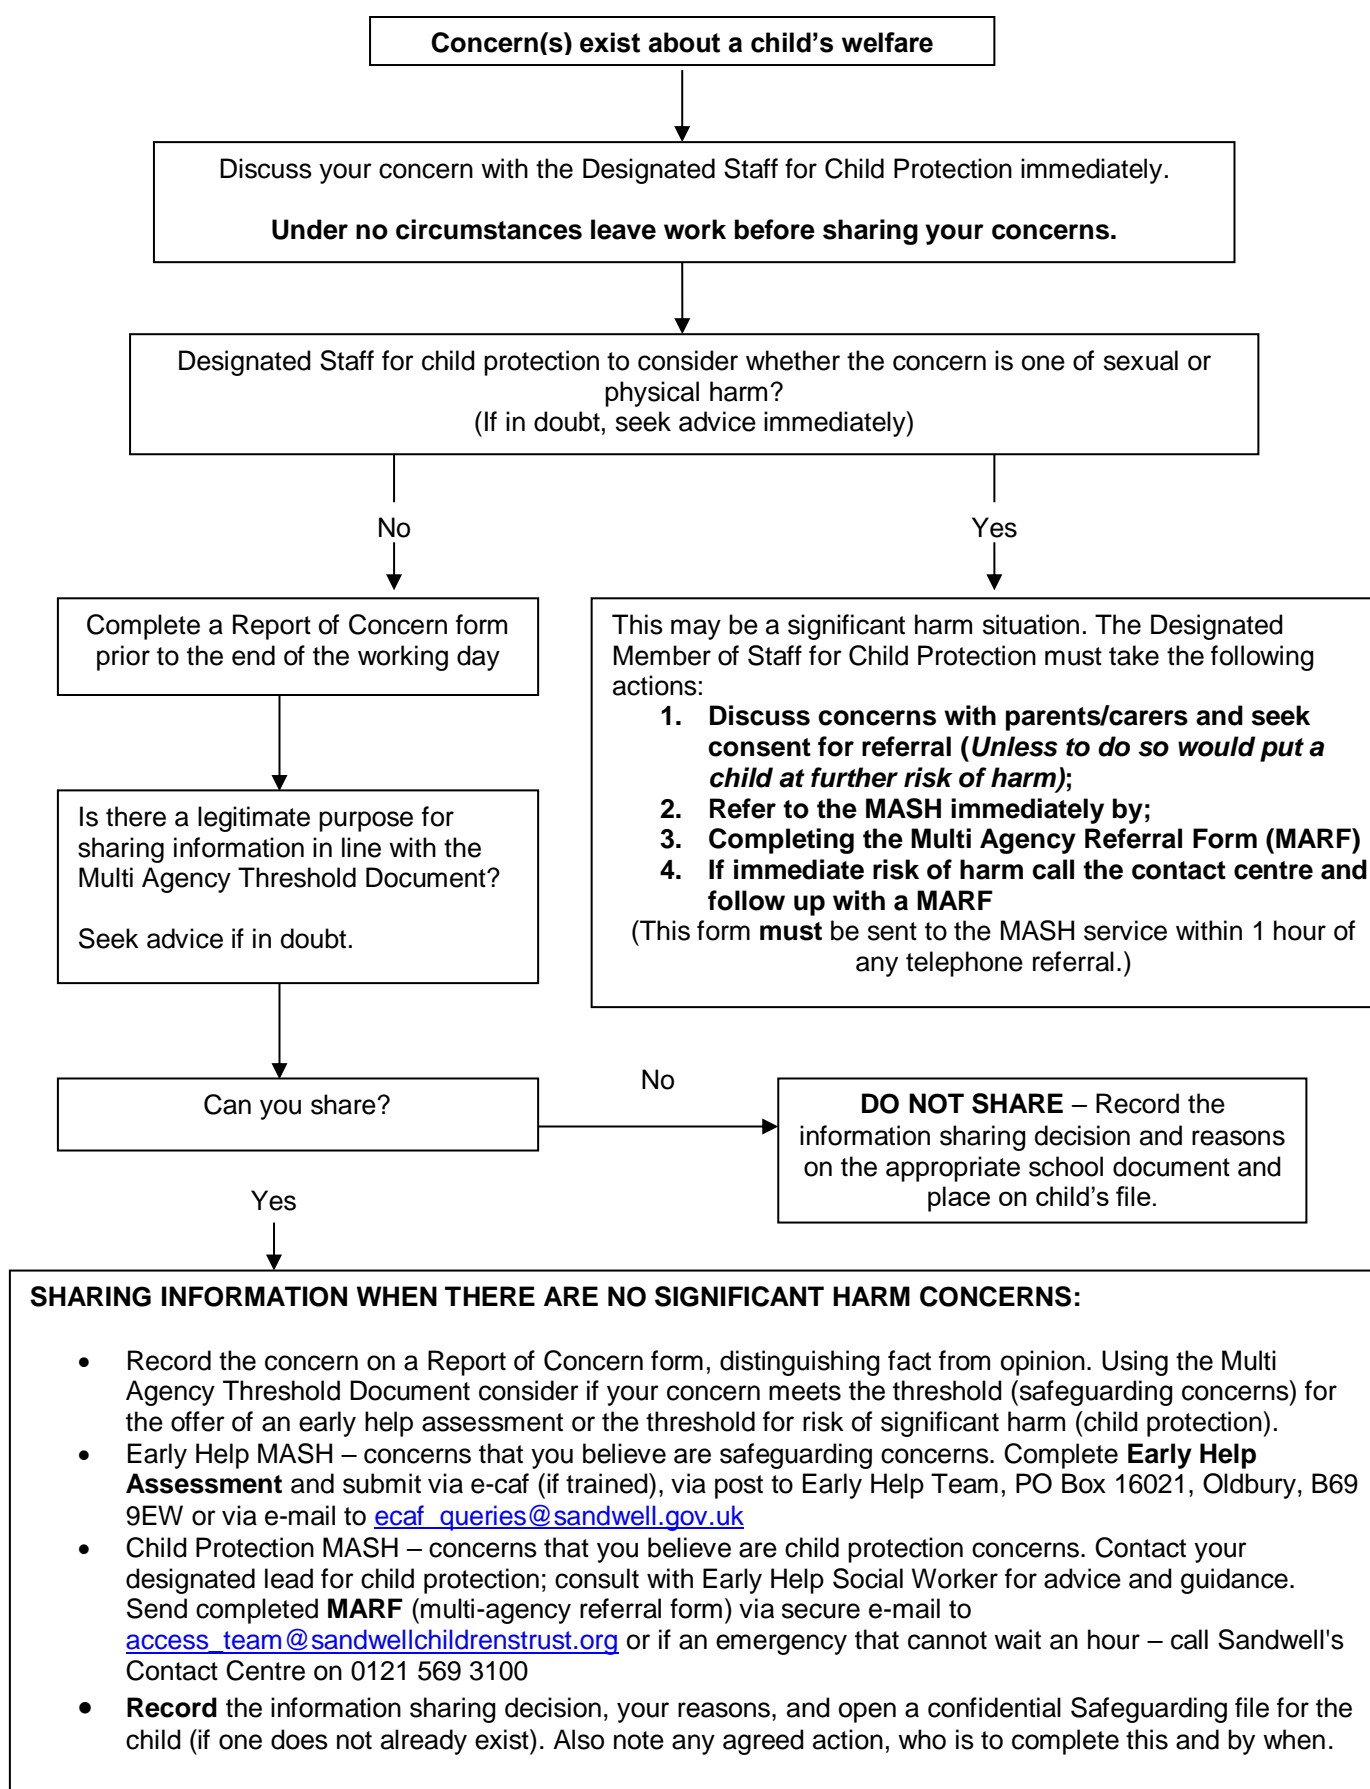 Concern(s) exist about a child's welfare
Discuss your concern with the Designated Staff for Child Protection immediately.
Under no circumstances leave work before sharing your concerns.
Designated Staff for child protection to consider whether the concern is one of sexual or
physical harm?
(If in doubt, seek advice immediately)
No
Yes
Complete a Report of Concern form
prior to the end of the working day
This may be a significant harm situation. The Designated
Member of Staff for Child Protection must take the following
actions:
1. Discuss concerns with parents/carers and seek
consent for referral (Unless to do so would put a
child at further risk of harm);
2. Refer to the MASH immediately by;
3. Completing the Multi Agency Referral Form (MARF)
4. If immediate risk of harm call the contact centre and
follow up with a MARF
(This form must be sent to the MASH service within 1 hour of
any telephone referral.)
Is there a legitimate purpose for
sharing information in line with the
Multi Agency Threshold Document?
Seek advice if in doubt.
Can you share?
No
DO NOT SHARE – Record the
information sharing decision and reasons
on the appropriate school document and
place on child's file.
Yes
SHARING INFORMATION WHEN THERE ARE NO SIGNIFICANT HARM CONCERNS:
• Record the concern on a Report of Concern form, distinguishing fact from opinion. Using the Multi
Agency Threshold Document consider if your concern meets the threshold (safeguarding concerns) for
the offer of an early help assessment or the threshold for risk of significant harm (child protection).
• Early Help MASH – concerns that you believe are safeguarding concerns. Complete Early Help
Assessment and submit via e-caf (if trained), via post to Early Help Team, PO Box 16021, Oldbury, B69
9EW or via e-mail to ecaf_queries@sandwell.gov.uk
• Child Protection MASH – concerns that you believe are child protection concerns. Contact your
designated lead for child protection; consult with Early Help Social Worker for advice and guidance.
Send completed MARF (multi-agency referral form) via secure e-mail to
access_team@sandwellchildrenstrust.org or if an emergency that cannot wait an hour – call Sandwell's
Contact Centre on 0121 569 3100
• Record the information sharing decision, your reasons, and open a confidential Safeguarding file for the
child (if one does not already exist). Also note any agreed action, who is to complete this and by when.